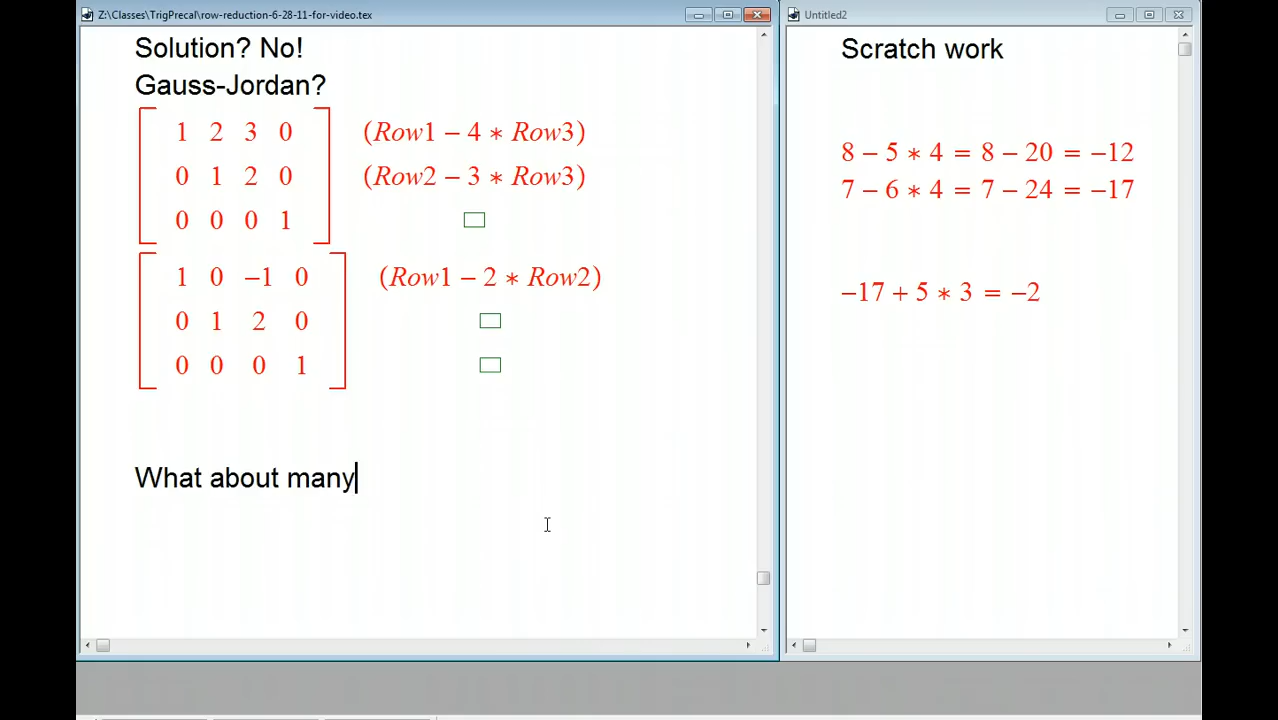 Z:\Classes\TrigPrecal\row-reduction-6-28-11-for-video.tex
Solution? No!
Gauss-Jordan?
1 2 3 0 (Row1 − 4 ∗ Row3)
0 1 2 0 (Row2 − 3 ∗ Row3)
0 0 0 1
1 0 −1 0 (Row1 − 2 ∗ Row2)
0 1 2 0
0 0 0 1
What about many
Untitled2
Scratch work
8 − 5 ∗ 4 = 8 − 20 = −12
7 − 6 ∗ 4 = 7 − 24 = −17
−17 + 5 ∗ 3 = −2